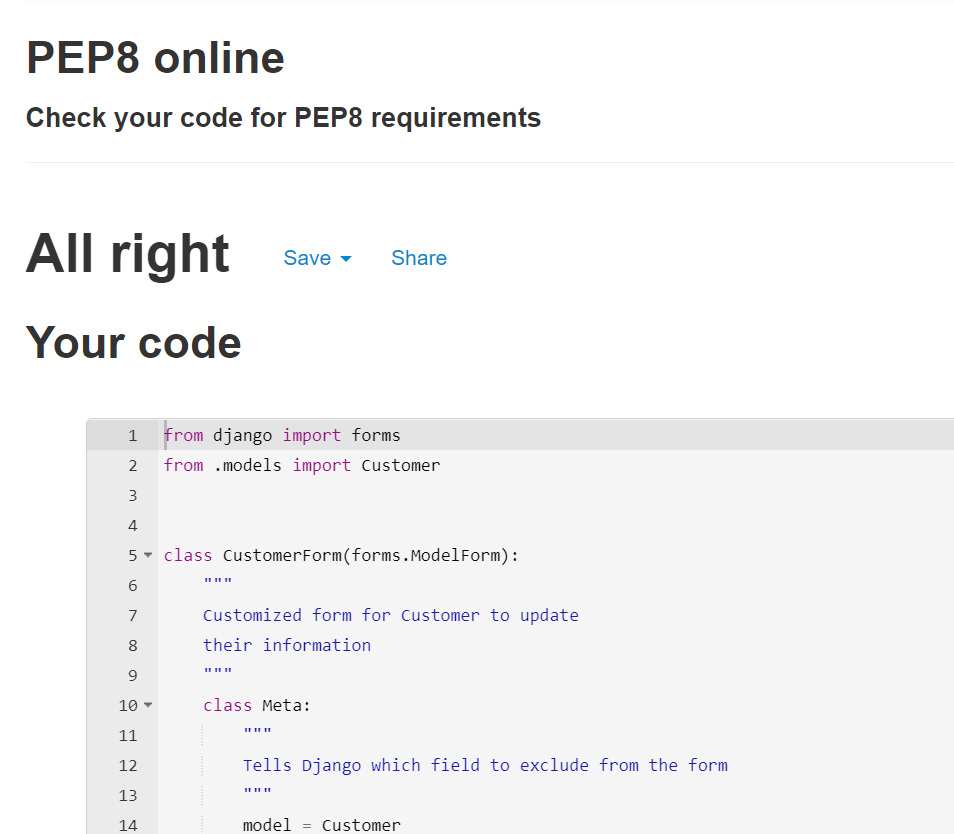 PEP8 online
Check your code for PEP8 requirements
All right Save Share
Your code
1 from django import forms
2 from .models import Customer
3
4
5 class CustomerForm(forms.ModelForm):
6 """
7 Customized form for Customer to update
8 their information
9 """
10 class Meta:
11 """
12 Tells Django which field to exclude from the form
13 """
14 model = Customer